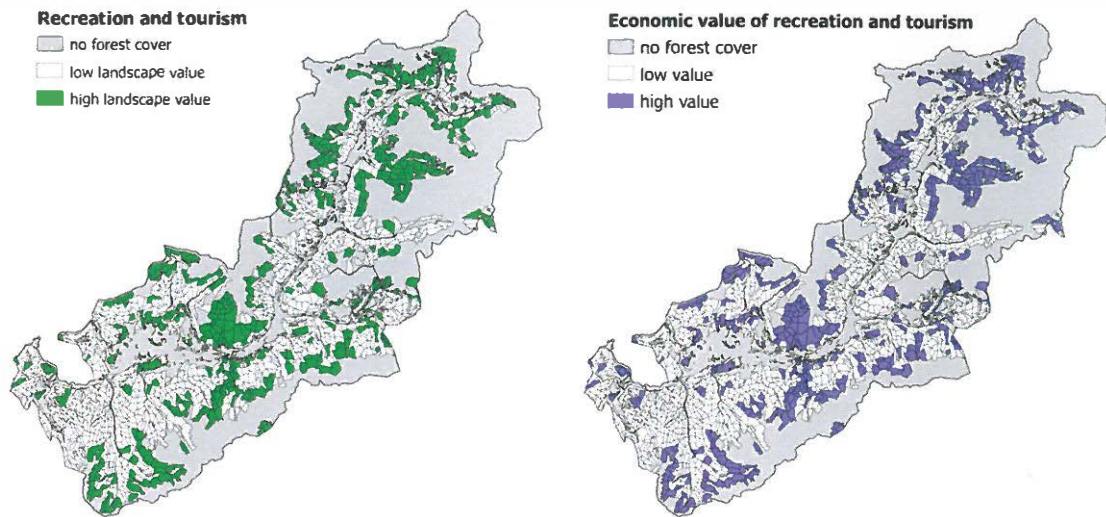 Recreation and tourism
no forest cover
low landscape value
high landscape value
Economic value of recreation and tourism
no forest cover
low value
high value